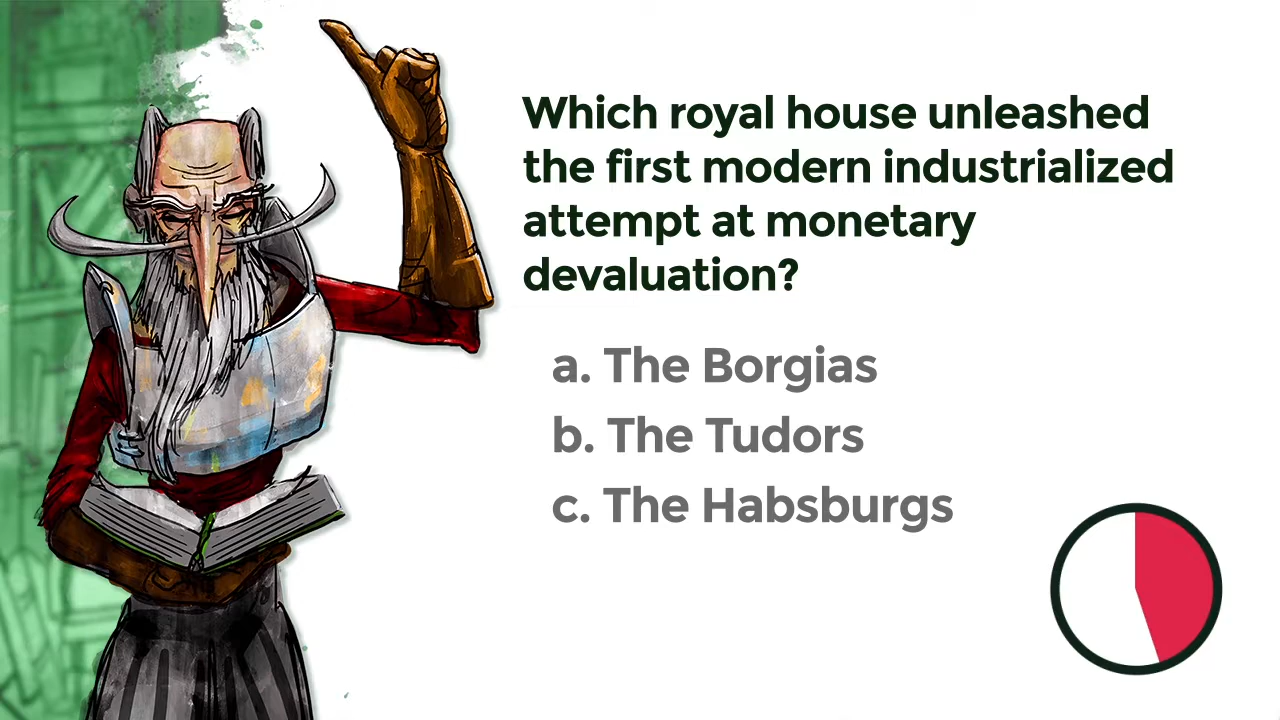 Which royal house unleashed
the first modern industrialized
attempt at monetary
devaluation?
a. The Borgias
b. The Tudors
c. The Habsburgs